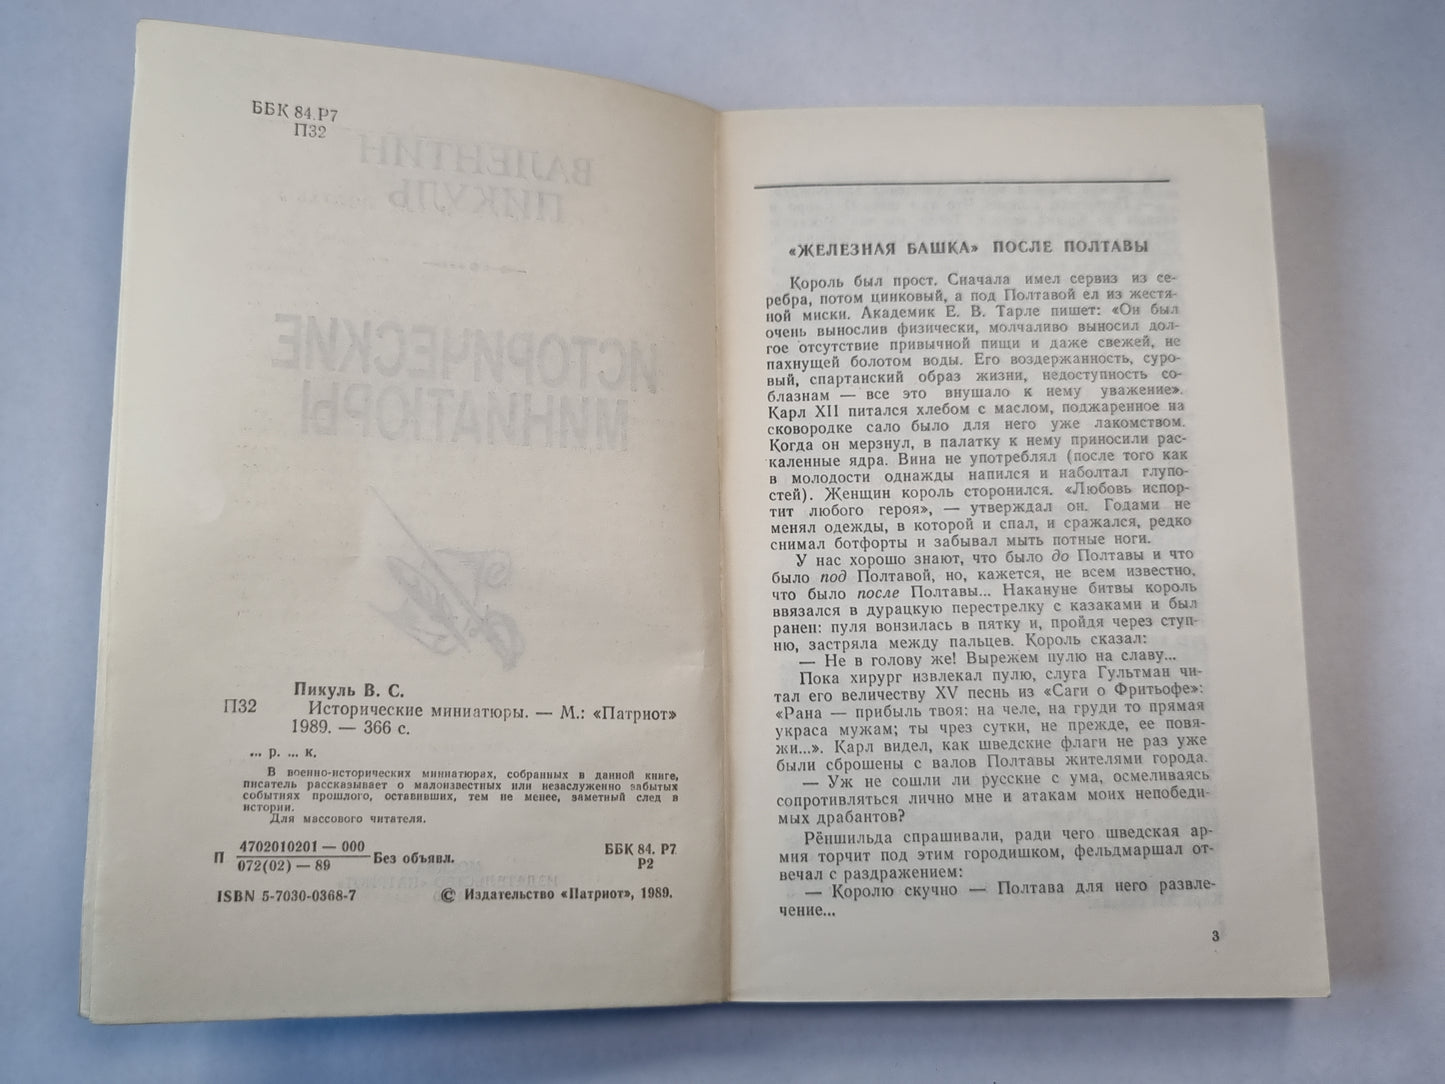 ББК 84.Р7
П32
Пикуль В. С.
П32 Исторические миниатюры. — М.: «Патриот»
1989. — 366 с.
... р. ... к,
В военно-исторических миниатюрах, собранных в данной книге,
писатель рассказывает о малоизвестных или незаслуженно забытых
событиях прошлого, оставивших, тем не менее, заметный след в
истории.
Для массового читателя.
П 4702010201 — 000
072(02) — 89 Без объявл.
ББК 84. Р7
Р2
ISBN 5-7030-0368-7 © Издательство «Патриот», 1989.
«ЖЕЛЕЗНАЯ БАШКА» ПОСЛЕ ПОЛТАВЫ
Король был прост. Сначала имел сервиз из се-
ребра, потом цинковый, а под Полтавой ел из жестя-
ной миски. Академик Е. В. Тарле пишет: «Он был
очень вынослив физически, молчаливо выносил дол-
гое отсутствие привычной пищи и даже свежей, не
пахнущей болотом воды. Его воздержанность, суро-
вый, спартанский образ жизни, недоступность со-
блазнам — все это внушало к нему уважение».
Карл XII питался хлебом с маслом, поджаренное на
сковородке сало было для него уже лакомством.
Когда он мерзнул, в палатку к нему приносили рас-
каленные ядра. Вина не употреблял (после того как
в молодости однажды напился и наболтал глупо-
стей). Женщин король сторонился. «Любовь испор-
тит любого героя», — утверждал он. Годами не
менял одежды, в которой и спал, и сражался, редко
снимал ботфорты и забывал мыть потные ноги.
У нас хорошо знают, что было до Полтавы и что
было под Полтавой, но, кажется, не всем известно,
что было после Полтавы... Накануне битвы король
ввязался в дурацкую перестрелку с казаками и был
ранен: пуля вонзилась в пятку и, пройдя через ступ-
ню, застряла между пальцев. Король сказал:
— Не в голову же! Вырежем пулю на славу...
Пока хирург извлекал пулю, слуга Гультман чи-
тал его величеству XV песнь из «Саги о Фритьофе»:
«Рана — прибыль твоя: на челе, на груди то прямая
украса мужам; ты чрез сутки, не прежде, ее повя-
жи...». Карл видел, как шведские флаги не раз уже
были сброшены с валов Полтавы жителями города.
— Уж не сошли ли русские с ума, осмеливаясь
сопротивляться лично мне и атакам моих непобеди-
мых драбантов?
Рёншильда спрашивали, ради чего шведская ар-
мия торчит под этим городишком, фельдмаршал от-
вечал с раздражением:
— Королю скучно — Полтава для него развле-
чение...
3